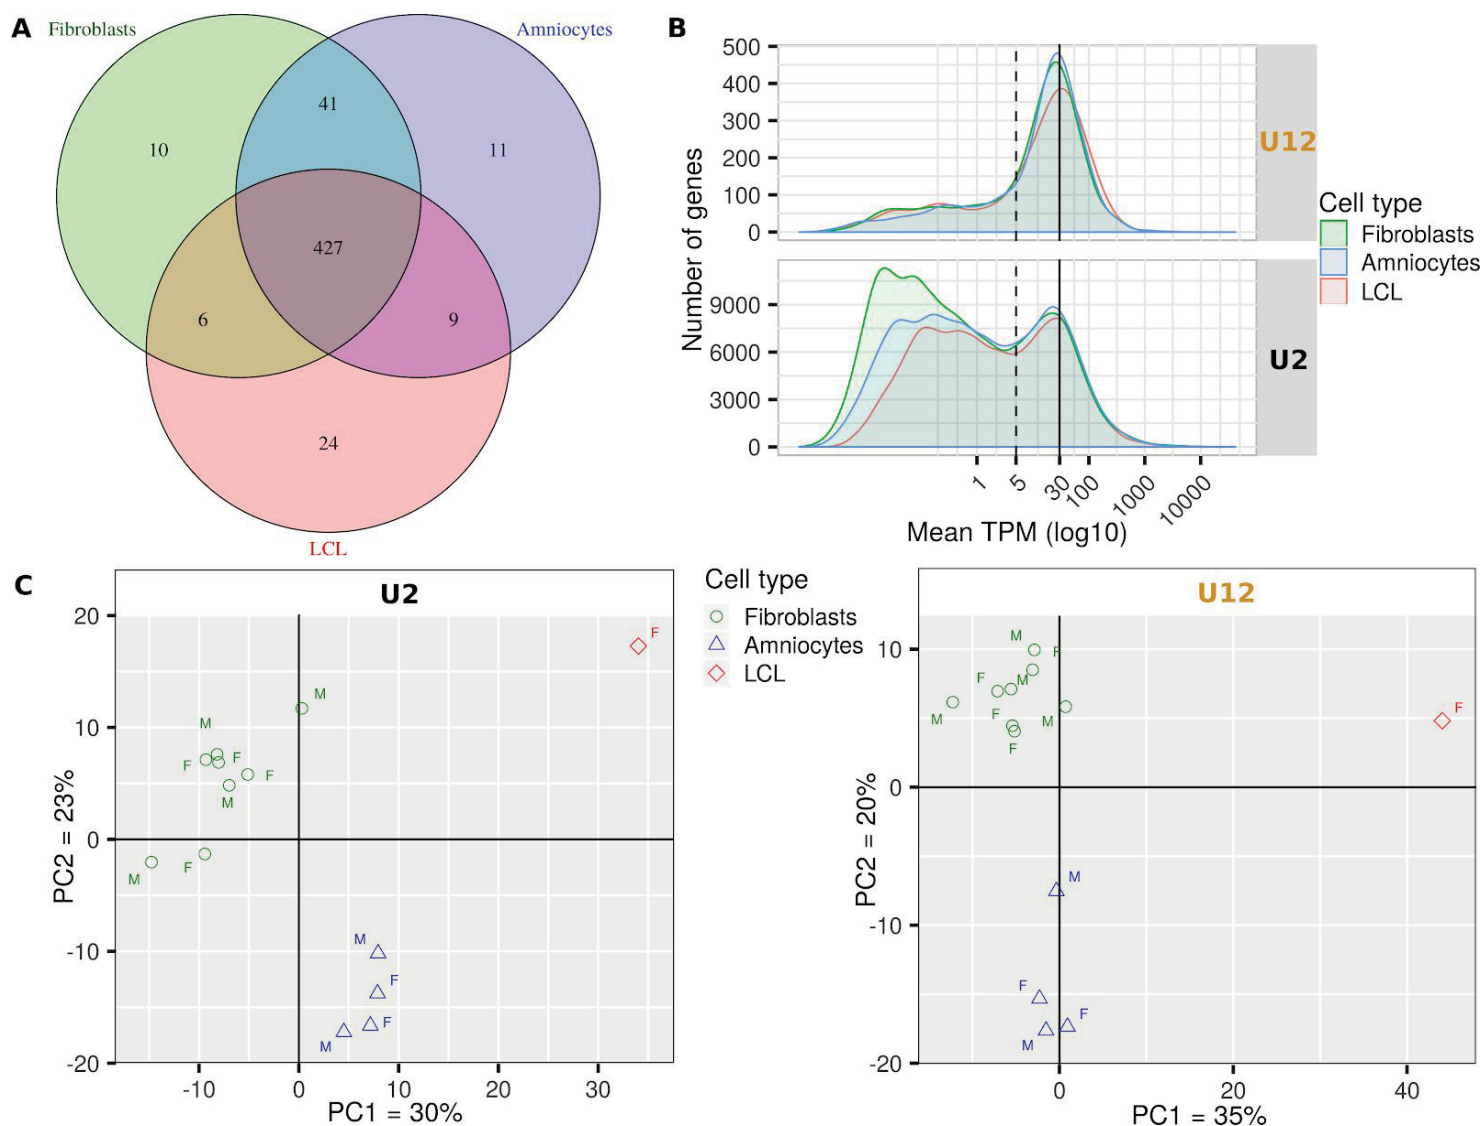 A
Fibroblasts
Amniocytes
41
10
11
427
6
9
24
LCL
B
500
400
300
200
100
0
U12
9000
6000
3000
0
U2
Number of genes
1
5
30
100
1000
10000
Mean TPM (log10)
Cell type
Fibroblasts
Amniocytes
LCL
C
U2
20
10
0
-10
-20
PC2 = 23%
F
M
M
F
F
F
M
F
M
M
F
F
M
-10
0
10
20
30
PC1 = 30%
Cell type
Fibroblasts
Amniocytes
LCL
U12
10
0
-10
-20
PC2 = 20%
M
F
F
M
F
M
M
F
F
M
F
F
M
0
20
40
PC1 = 35%